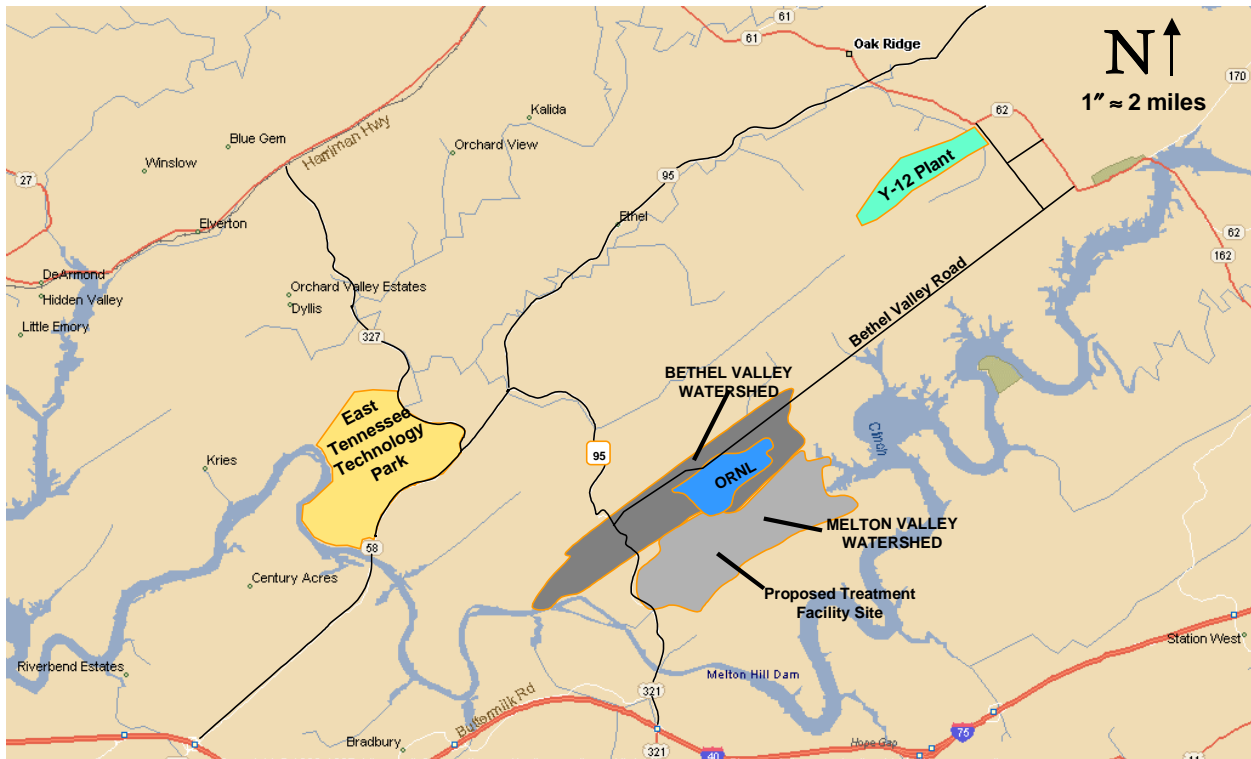 61
61
Oak Ridge
N
1″ ≈ 2 miles
170
Kalida
62
Blue Gem
Harriman Hwy
Orchard View
Winslow
27
95
Y-12 Plant
Elverton
Ethel
62
162
DeArmond
Hidden Valley
Orchard Valley Estates
Dyllis
Little Emory
327
Bethel Valley Road
BETHEL VALLEY
WATERSHED
East
Tennessee
Technology
Park
Clinch
95
ORNL
Kries
MELTON VALLEY
WATERSHED
58
Century Acres
Proposed Treatment
Facility Site
Station West
Riverbend Estates
Melton Hill Dam
321
Buttermilk Rd
Bradbury
321
40
Hope Gap
75
11